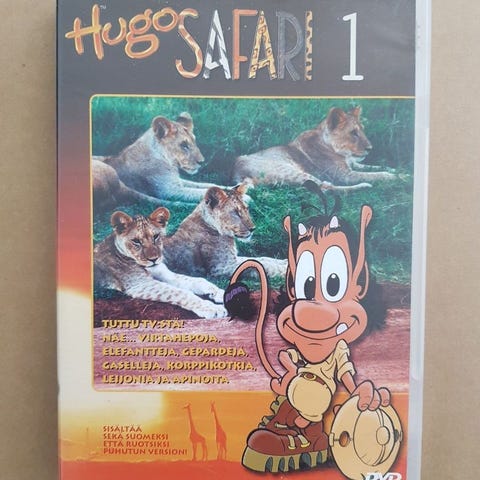 Hugo SAFARI 1
TUTTU TV:STÄ!
NÄE... VIRTAHEPOJA,
ELEFANTTEJA, GEPARDEJA,
GASELLEJA, KORPPIKOTKIA,
LEIJONIA JA APINOITA
SISÄLTÄÄ
SEKÄ SUOMEKSI
ETTÄ RUOTSIKSI
PUHUTUN VERSION!
DVD